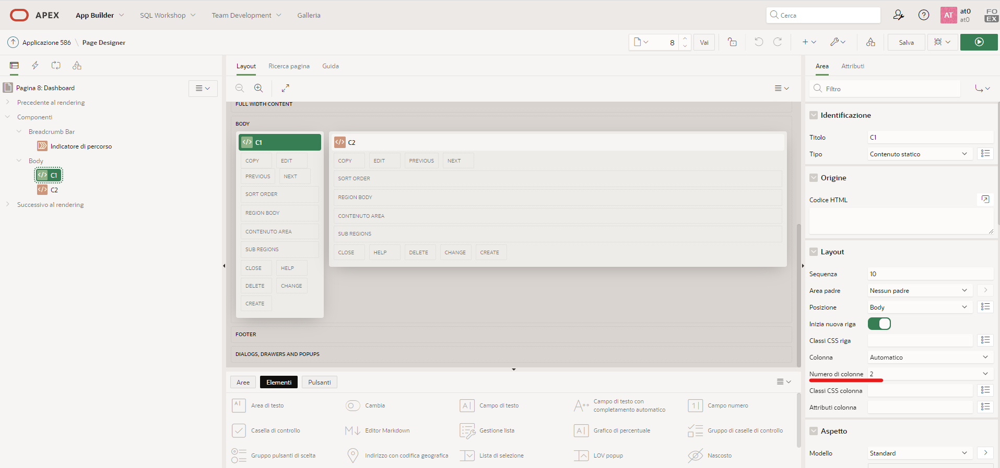 APEX
App Builder
SQL Workshop
Team Development
Galleria
Cerca
AT
at0
at0
FO
EX
Applicazione 586
Page Designer
8
Vai
Salva
Pagina 8: Dashboard
Precedente al rendering
Componenti
Breadcrumb Bar
Indicatore di percorso
Body
C1
C2
Successivo al rendering
Layout
Ricerca pagina
Guida
FULL WIDTH CONTENT
BODY
C1
COPY
EDIT
PREVIOUS
NEXT
SORT ORDER
REGION BODY
CONTENUTO AREA
SUB REGIONS
CLOSE
HELP
DELETE
CHANGE
CREATE
C2
COPY
EDIT
PREVIOUS
NEXT
SORT ORDER
REGION BODY
CONTENUTO AREA
SUB REGIONS
CLOSE
HELP
DELETE
CHANGE
CREATE
FOOTER
DIALOGS, DRAWERS AND POPUPS
Aree
Elementi
Pulsanti
Area di testo
Cambia
Campo di testo
Campo di testo con
completamento automatico
Campo numero
Casella di controllo
Editor Markdown
Gestione lista
Grafico di percentuale
Gruppo di caselle di controllo
Gruppo pulsanti di scelta
Indirizzo con codifica geografica
Lista di selezione
LOV popup
Nascosto
Area
Attributi
Filtro
Identificazione
Titolo
C1
Tipo
Contenuto statico
Origine
Codice HTML
Layout
Sequenza
10
Area padre
Nessun padre
Posizione
Body
Inizia nuova riga
Classi CSS riga
Colonna
Automatico
Numero di colonne
2
Classi CSS colonna
Attributi colonna
Aspetto
Modello
Standard